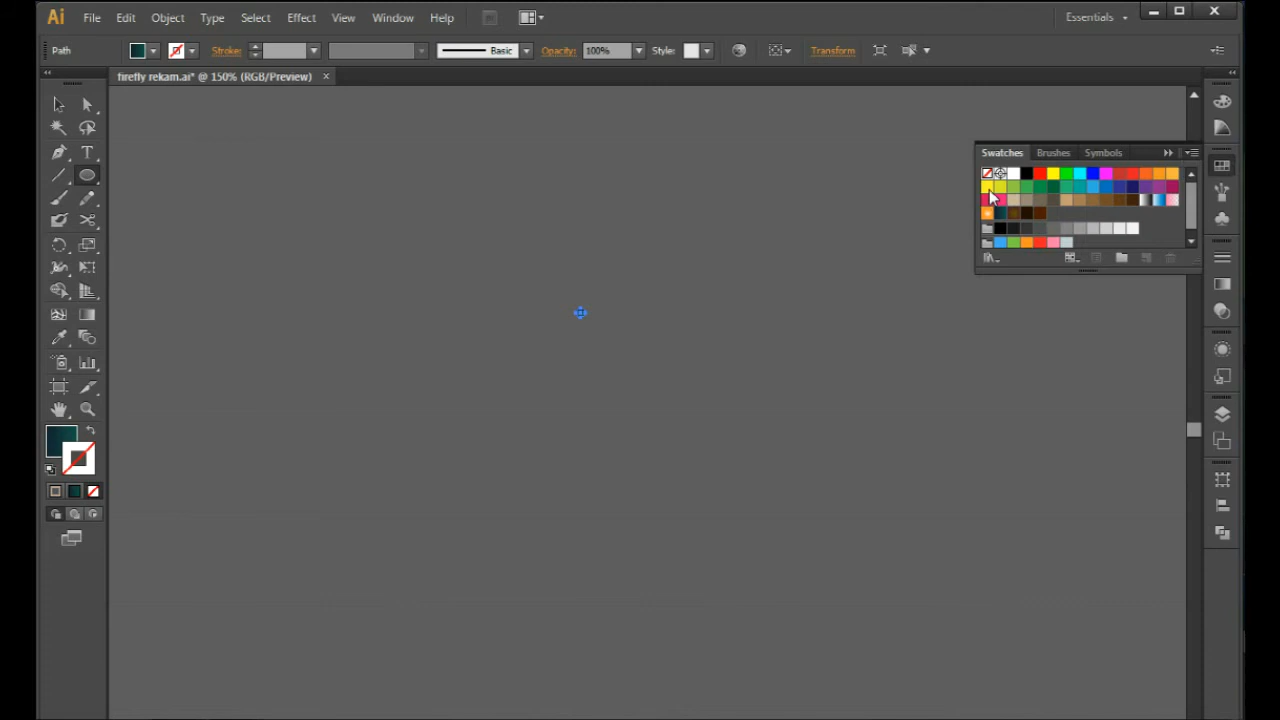 Ai File Edit Object Type Select Effect View Window Help Essentials
Path Stroke: Basic Opacity: 100% Style: Transform
firefly rekam.ai* @ 150% (RGB/Preview)
Swatches Brushes Symbols
T